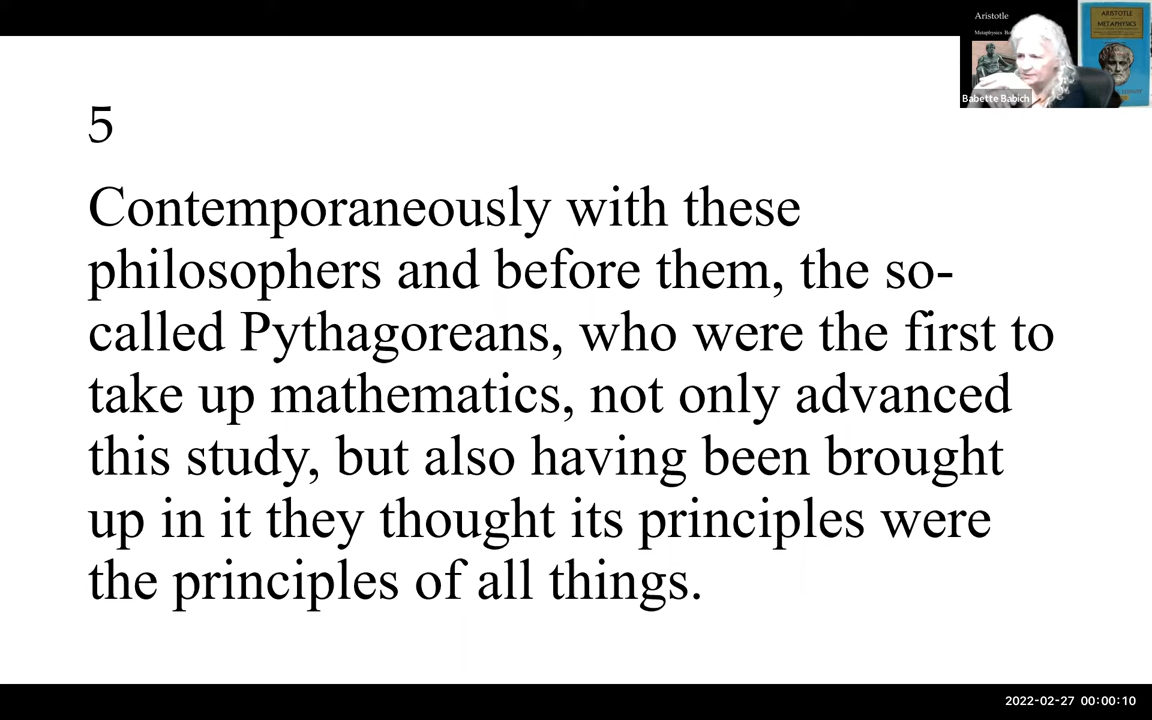 Aristotle
ARISTOTLE
METAPHYSICS
Babette Babich
5
Contemporaneously with these
philosophers and before them, the so-
called Pythagoreans, who were the first to
take up mathematics, not only advanced
this study, but also having been brought
up in it they thought its principles were
the principles of all things.
2022-02-27 00:00:10